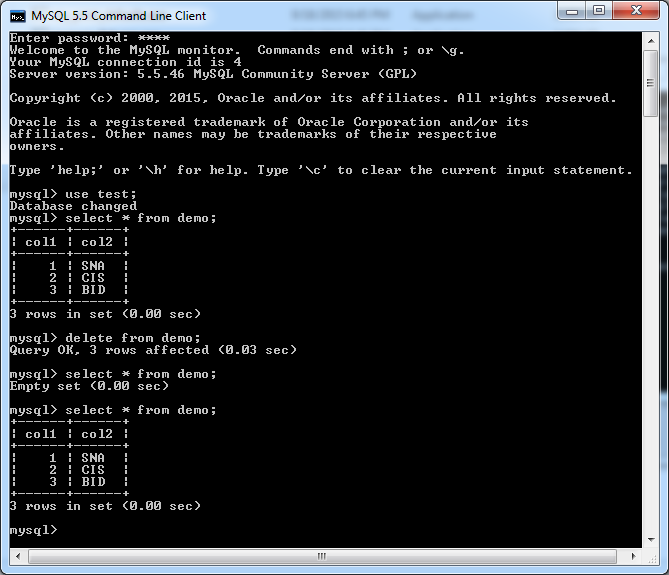 MySQL 5.5 Command Line Client
Enter password: ****
Welcome to the MySQL monitor.  Commands end with ; or \g.
Your MySQL connection id is 4
Server version: 5.5.46 MySQL Community Server (GPL)
Copyright (c) 2000, 2015, Oracle and/or its affiliates. All rights reserved.
Oracle is a registered trademark of Oracle Corporation and/or its
affiliates. Other names may be trademarks of their respective
owners.
Type 'help;' or '\h' for help. Type '\c' to clear the current input statement.
mysql> use test;
Database changed
mysql> select * from demo;
+------+------+
| col1 | col2 |
+------+------+
|    1 | SNA  |
|    2 | CIS  |
|    3 | BID  |
+------+------+
3 rows in set (0.00 sec)
mysql> delete from demo;
Query OK, 3 rows affected (0.03 sec)
mysql> select * from demo;
Empty set (0.00 sec)
mysql> select * from demo;
+------+------+
| col1 | col2 |
+------+------+
|    1 | SNA  |
|    2 | CIS  |
|    3 | BID  |
+------+------+
3 rows in set (0.00 sec)
mysql>